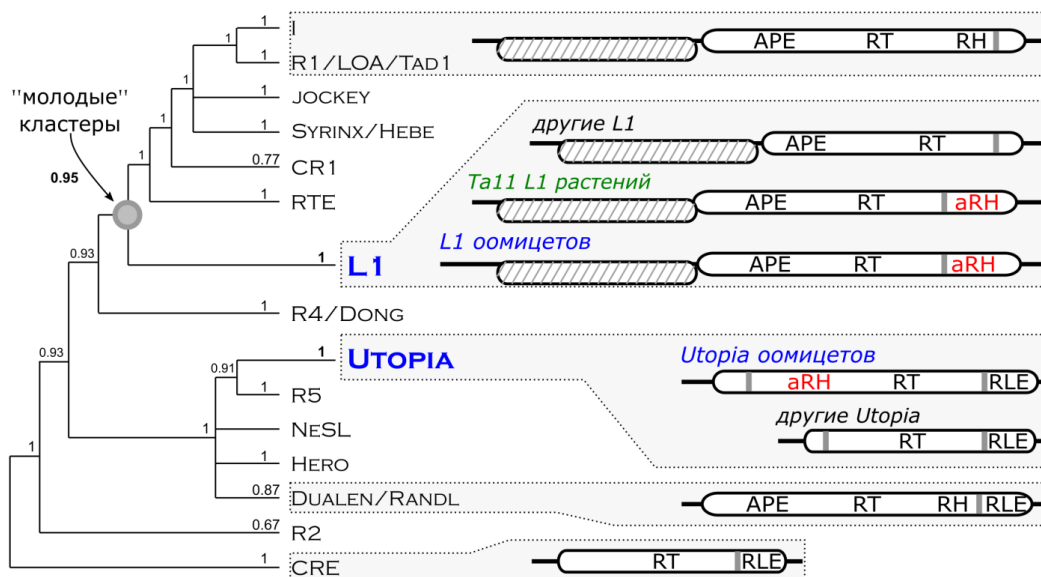 1
I
1
1
R1/LOA/TAD1
1
1
JOCKEY
1
SYRINX/HEBE
1
0.77
CR1
1
1
RTE
"молодые"
кластеры
0.95
1
L1
0.93
1
R4/DONG
0.93
1
UTOPIA
0.91
1
R5
1
1
NESL
1
HERO
0.87
DUALEN/RANDL
1
0.67
R2
1
CRE
APE RT RH
другие L1
APE RT
Ta11 L1 растений
APE RT aRH
L1 оомицетов
APE RT aRH
Utopia оомицетов
aRH RT RLE
другие Utopia
RT RLE
APE RT RH RLE
RT RLE